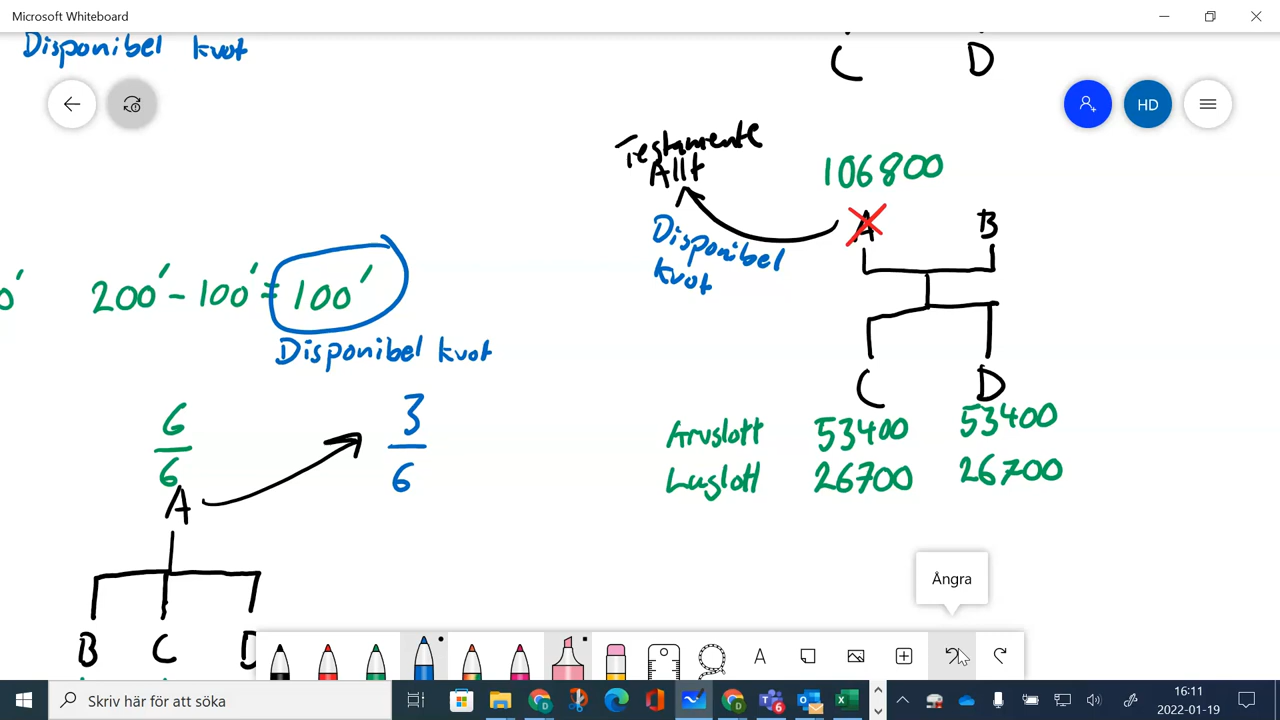 Microsoft Whiteboard
Disponibel kvot
C D
HD
Testamente
Allt
106800
A B
Disponibel
kvot
200' - 100' = 100'
0'
Disponibel kvot
C D
6
6
3
6
Arvslott 53400 53400
Laglott 26700 26700
A
B C D
Ångra
A
Skriv här för att söka
16:11
2022-01-19